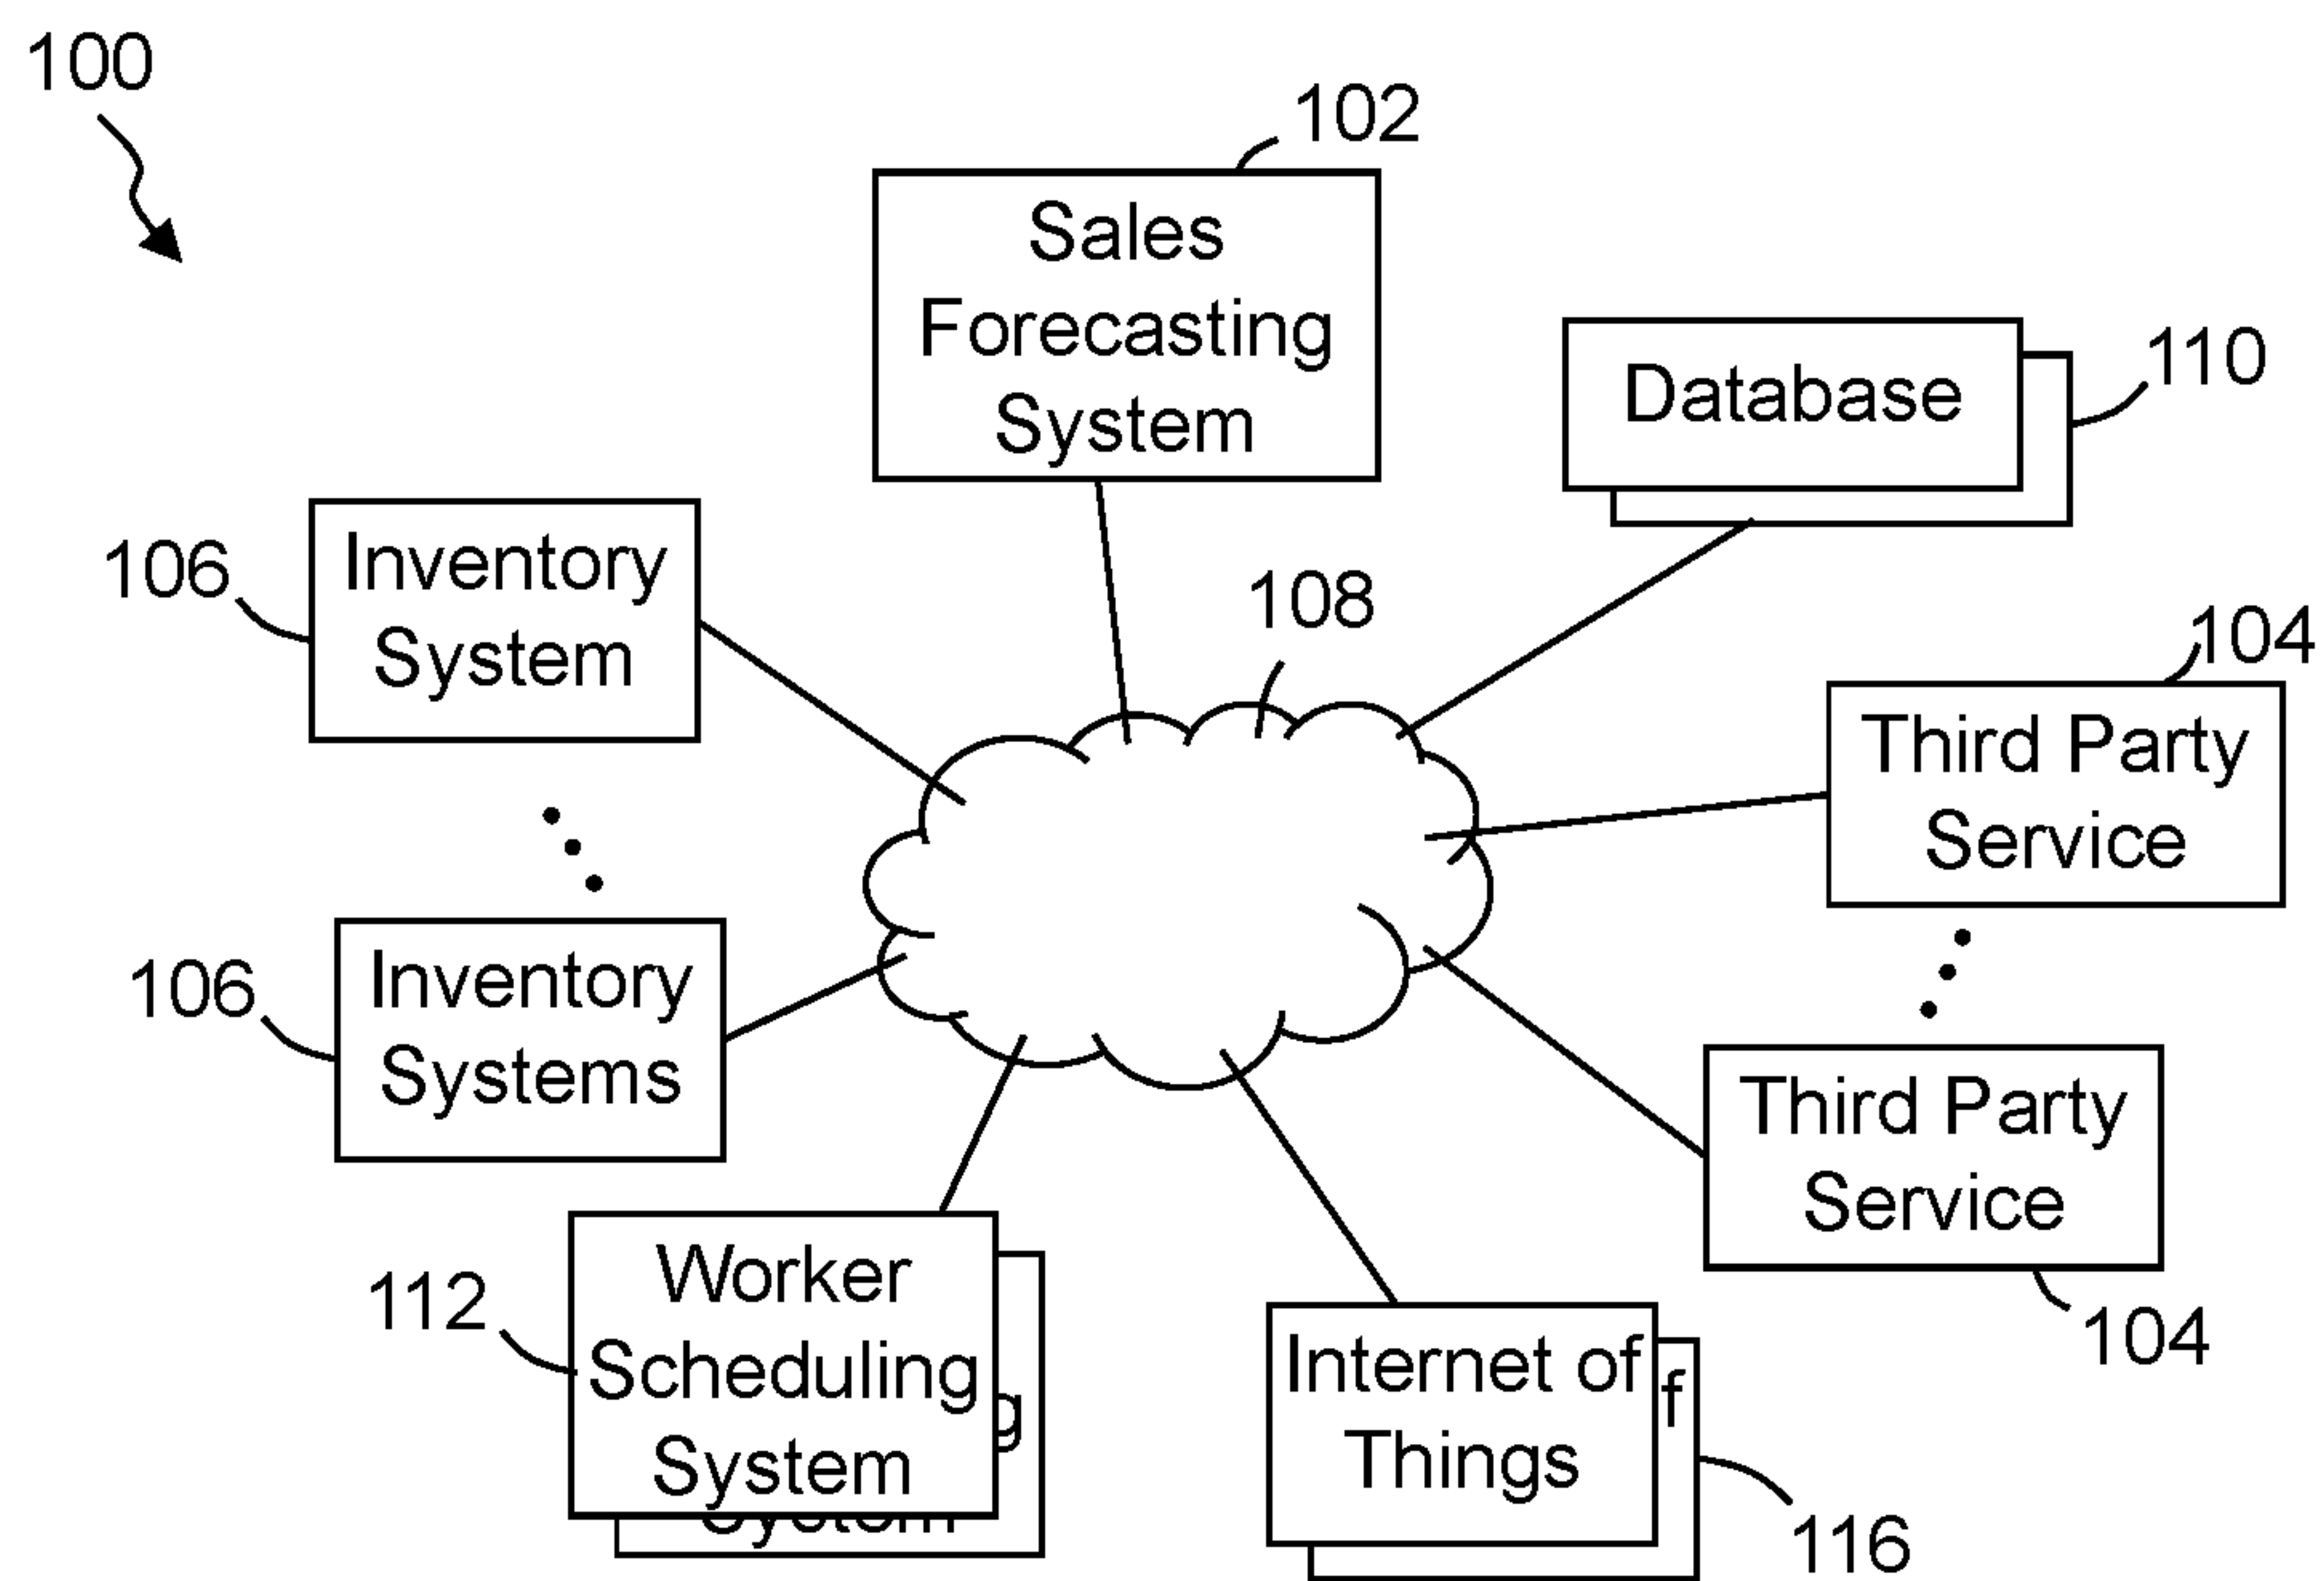 100
102
Sales
Forecasting
System
Database
110
106
Inventory
System
108
104
Third Party
Service
106
Inventory
Systems
Third Party
Service
104
112
Worker
Scheduling
System
g
System
Internet of
Things
f
116